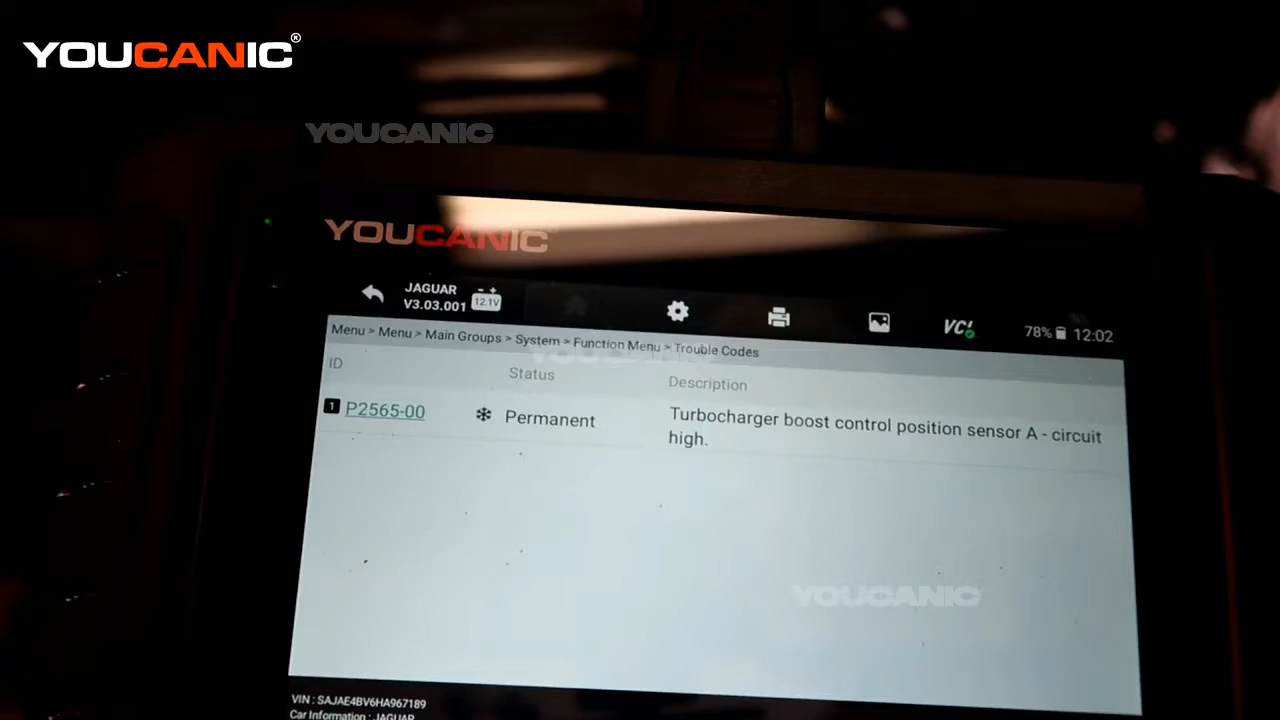 YOUCANIC®
YOUCANIC
YOUCANIC
JAGUAR
V3.03.001
12.1V
VCI
78%
12:02
Menu > Menu > Main Groups > System > Function Menu > Trouble Codes
YOUCANIC
ID
Status
Description
1
P2565-00
Permanent
Turbocharger boost control position sensor A - circuit
high.
YOUCANIC
VIN : SAJAE4BV6HA967189
Car Information : JAGUAR